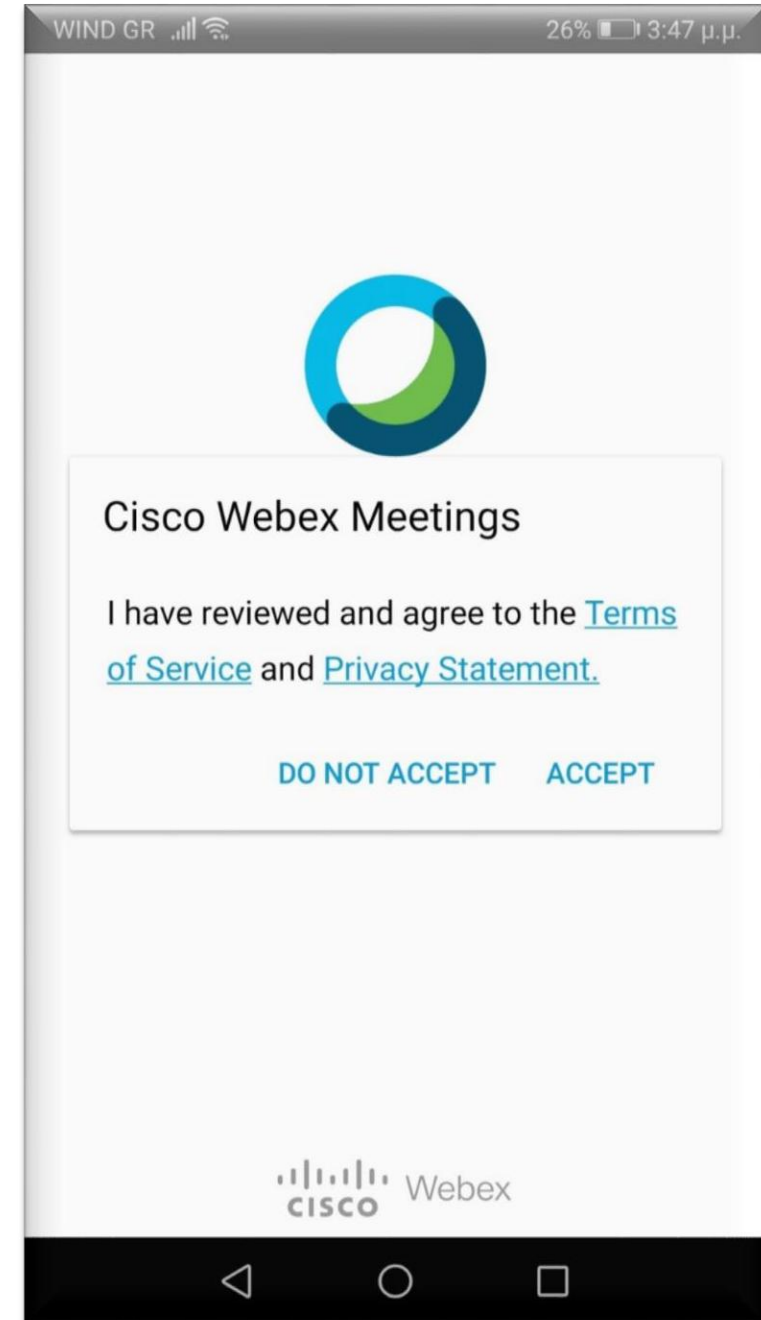 WIND GR 26% 3:47 μ.μ.
Cisco Webex Meetings
I have reviewed and agree to the Terms
of Service and Privacy Statement.
DO NOT ACCEPT ACCEPT
CISCO Webex